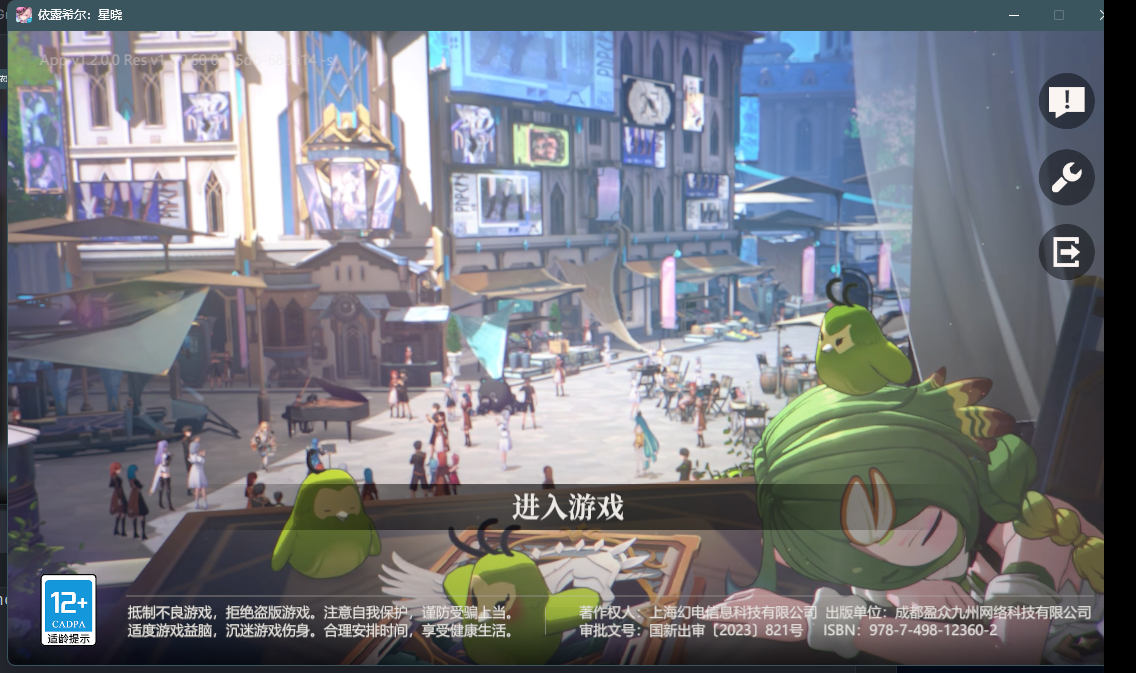 依露希尔：星晓
App v1.2.0.0 Res
进入游戏
12+
CADPA
适龄提示
抵制不良游戏，拒绝盗版游戏。注意自我保护，谨防受骗上当。
适度游戏益脑，沉迷游戏伤身。合理安排时间，享受健康生活。
著作权人：上海幻电信息科技有限公司 出版单位：成都盈众九州网络科技有限公司
审批文号：国新出审〔2023〕821号 ISBN：978-7-498-12360-2